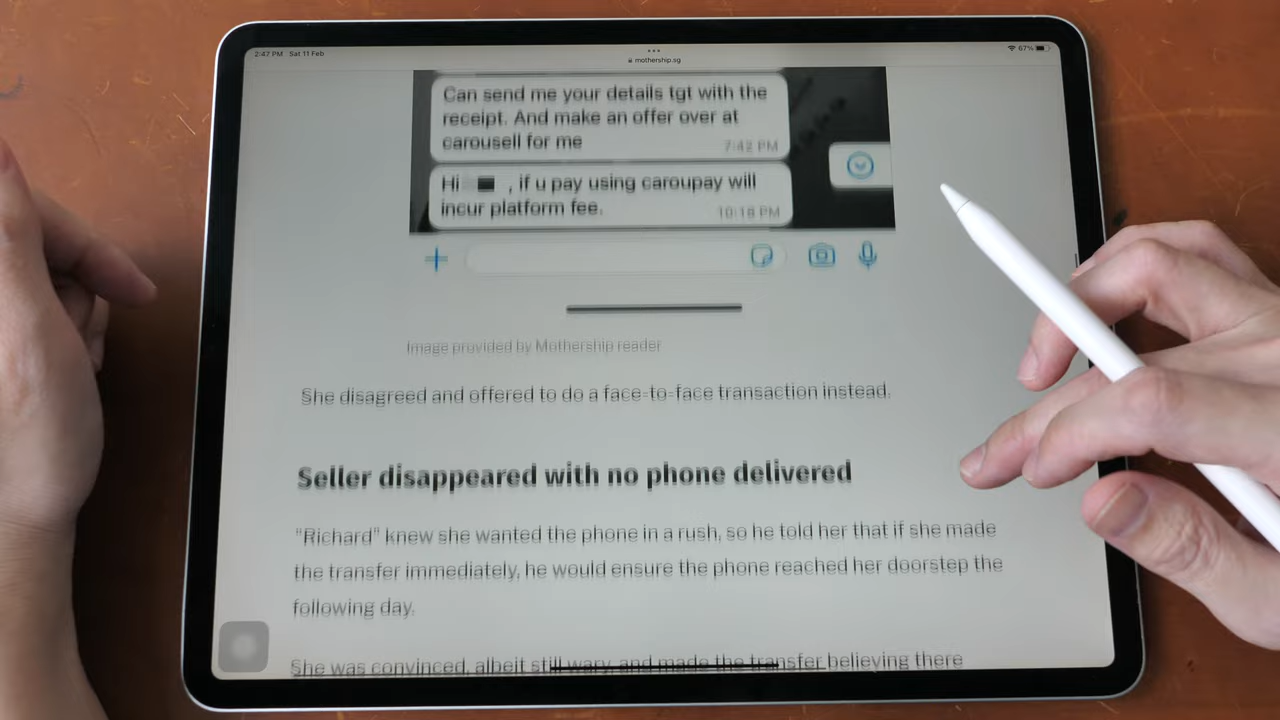 2:47 PM Sat 11 Feb
67%
mothership.sg
Can send me your details tgt with the
receipt. And make an offer over at
carousell for me
7:42 PM
Hi , if u pay using caroupay will
incur platform fee.
10:18 PM
Image provided by Mothership reader
She disagreed and offered to do a face-to-face transaction instead.
Seller disappeared with no phone delivered
"Richard" knew she wanted the phone in a rush, so he told her that if she made
the transfer immediately, he would ensure the phone reached her doorstep the
following day.
She was convinced, albeit still wary, and made the transfer believing there